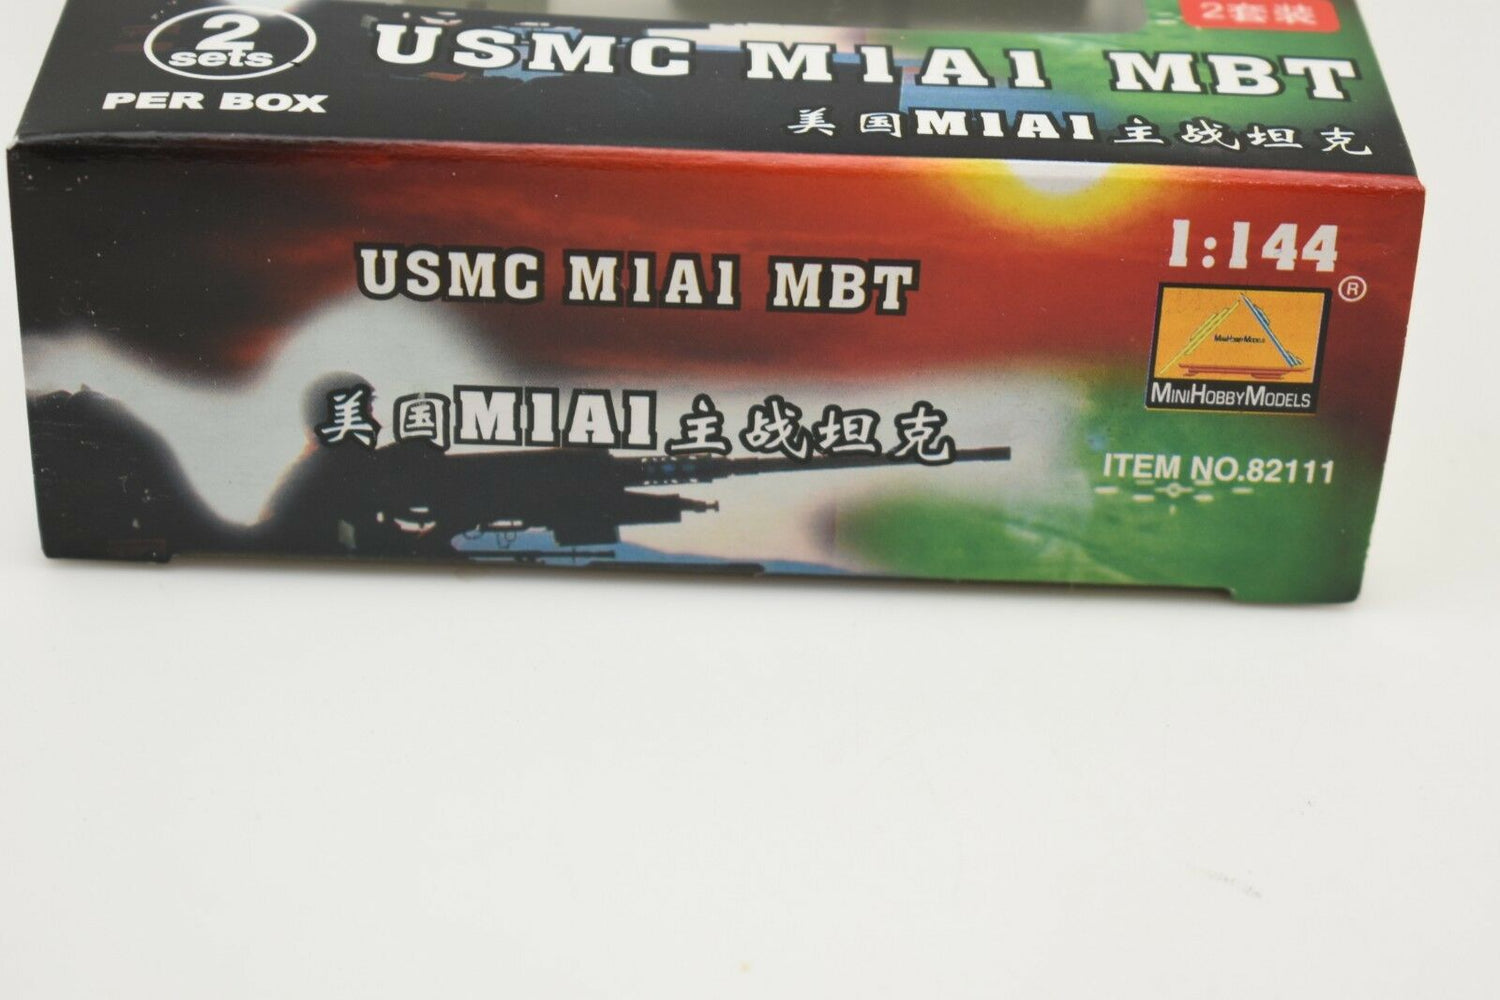 2套装
2
sets
PER BOX
USMC M1A1 MBT
美国M1A1主战坦克
USMC M1A1 MBT
美国M1A1主战坦克
1:144
®
MiniHobbyModels
MiniHobbyModels
ITEM NO.82111